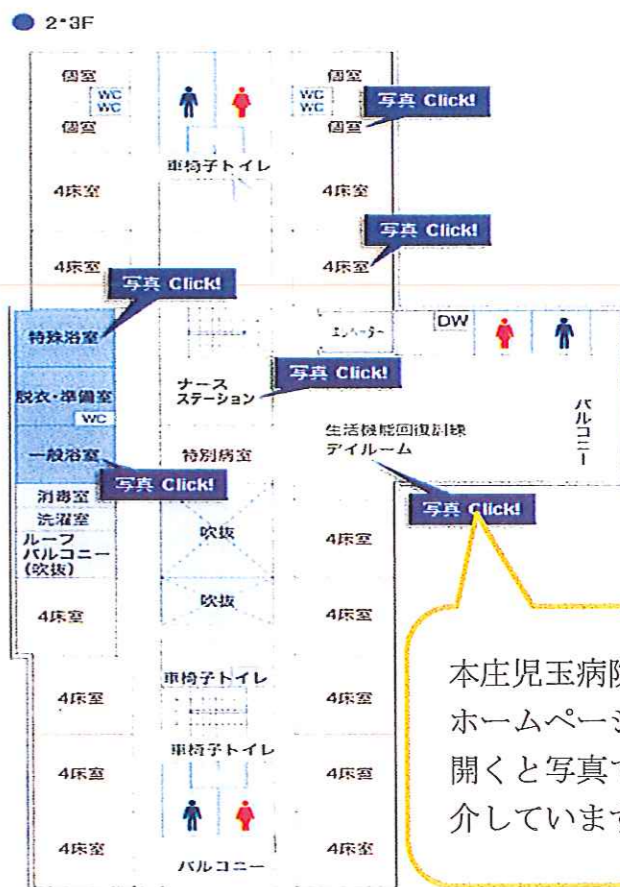 2・3F
個室
WC
WC
個室
個室
WC
WC
個室
写真 Click!
車椅子トイレ
4床室
4床室
写真 Click!
4床室
4床室
写真 Click!
特殊浴室
エレベーター
DW
脱衣・準備室
WC
ナース
ステーション
写真 Click!
バルコニー
一般浴室
特別病室
生活機能回復訓練
デイルーム
写真 Click!
写真 Click!
消毒室
洗濯室
ルーフ
バルコニー
(吹抜)
吹抜
4床室
吹抜
4床室
4床室
車椅子トイレ
4床室
4床室
車椅子トイレ
4床室
4床室
4床室
4床室
バルコニー
本庄児玉病院
ホームページ
開くと写真で
介しています